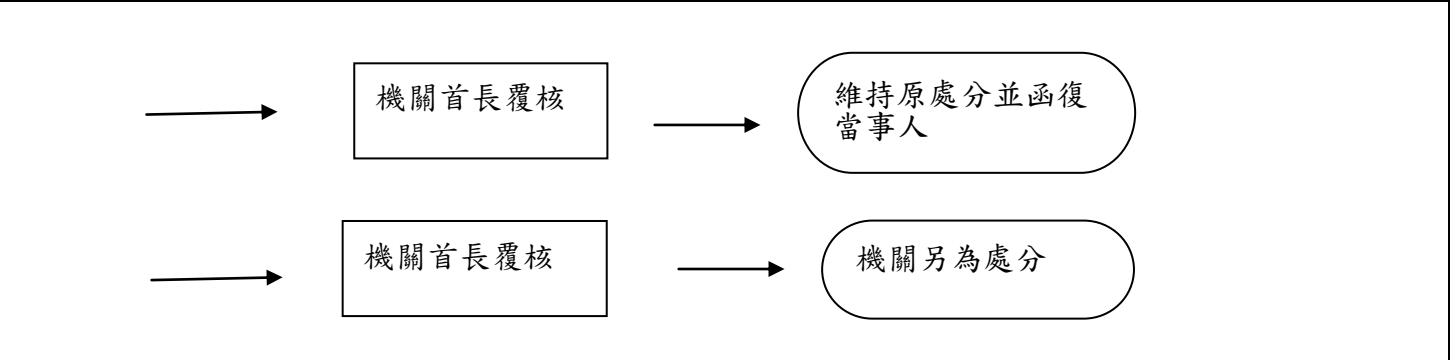 機關首長覆核
維持原處分並函復
當事人
機關首長覆核
機關另為處分